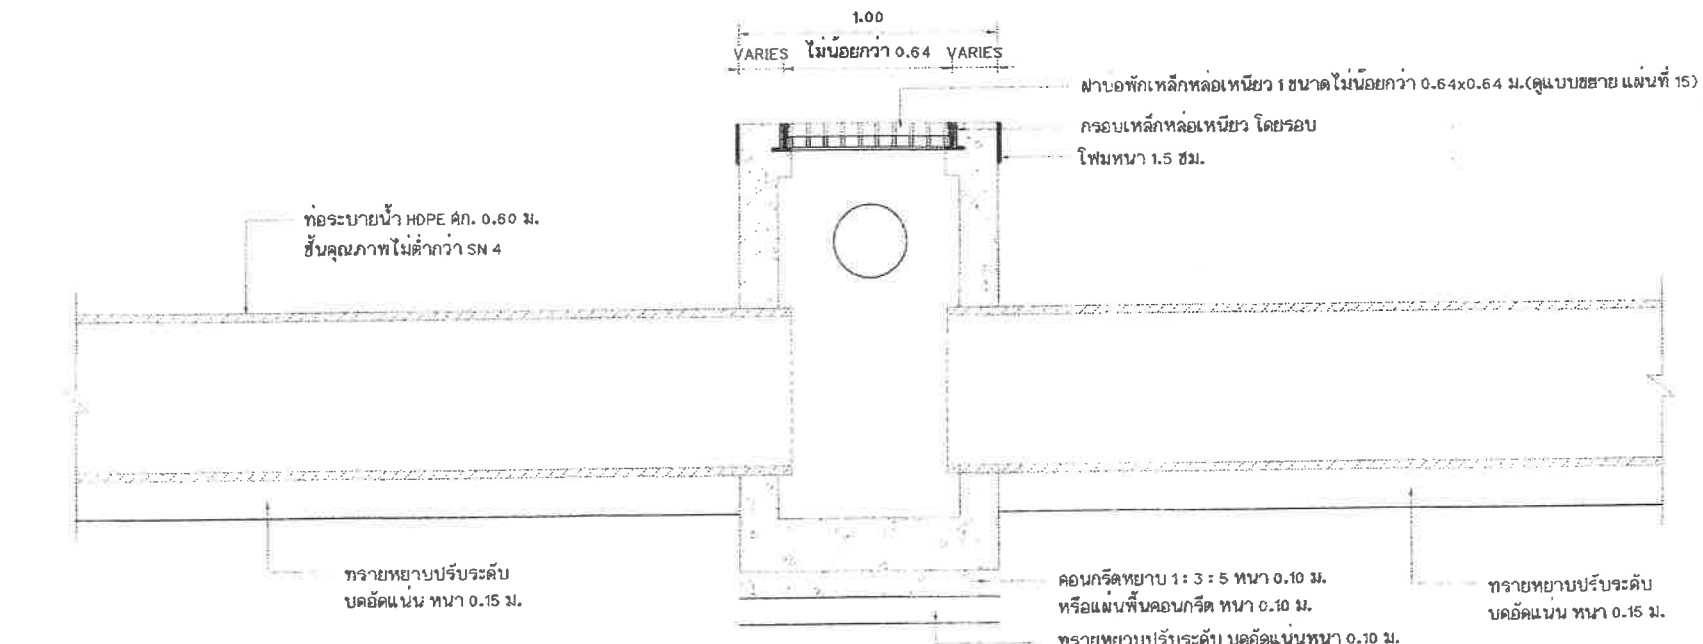 1.00
VARIES ไม่น้อยกว่า 0.64 VARIES
ฝาบ่อพักเหล็กหล่อเหนียว 1 ขนาดไม่น้อยกว่า 0.64x0.64 ม.(ดูแบบขยาย แผ่นที่ 15)
กรอบเหล็กหล่อเหนียว โดยรอบ
โฟมหนา 1.5 ซม.
ท่อระบายน้ำ HDPE ศก. 0.60 ม.
ชั้นคุณภาพไม่ต่ำกว่า SN 4
ทรายหยาบปรับระดับ
บดอัดแน่น หนา 0.15 ม.
คอนกรีตหยาบ 1 : 3 : 5 หนา 0.10 ม.
หรือแผ่นพื้นคอนกรีต หนา 0.10 ม.
ทรายหยาบปรับระดับ บดอัดแน่นหนา 0.10 ม.
ทรายหยาบปรับระดับ
บดอัดแน่น หนา 0.15 ม.